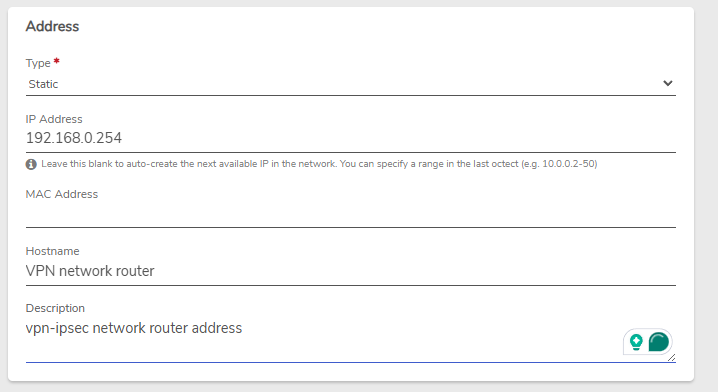 Address
Type *
Static
IP Address
192.168.0.254
Leave this blank to auto-create the next available IP in the network. You can specify a range in the last octect (e.g. 10.0.0.2-50)
MAC Address
Hostname
VPN network router
Description
vpn-ipsec network router address